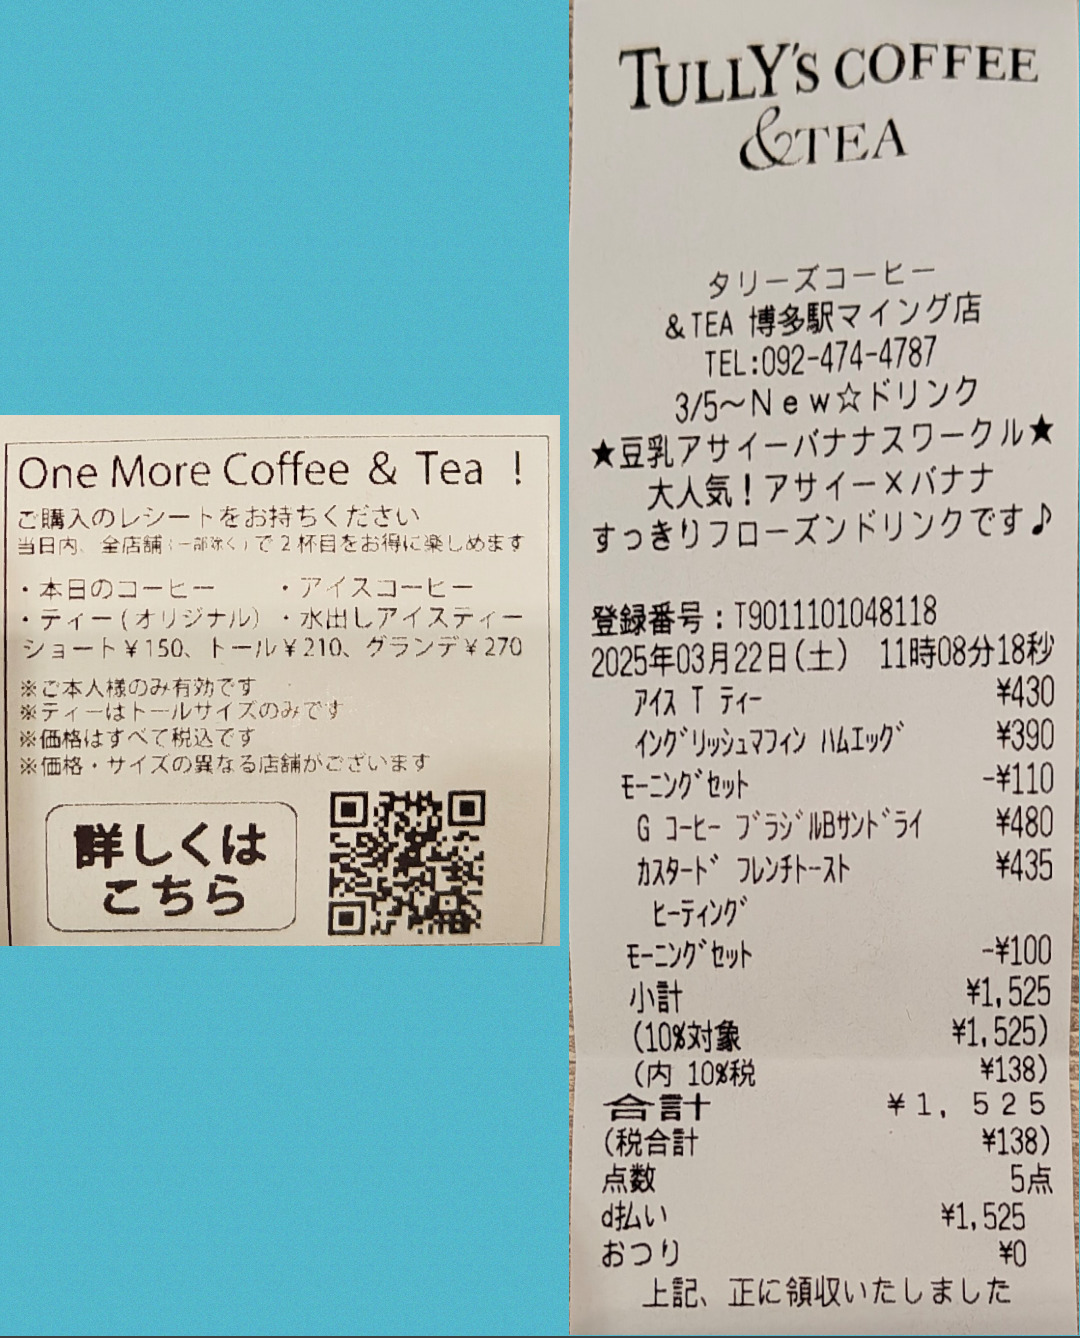 One More Coffee & Tea !
ご購入のレシートをお持ちください
当日内、全店舗(一部除く)で2杯目をお得に楽しめます
・本日のコーヒー ・アイスコーヒー
・ティー(オリジナル) ・水出しアイスティー
ショート¥150、トール¥210、グランデ¥270
※ご本人様のみ有効です
※ティーはトールサイズのみです
※価格はすべて税込です
※価格・サイズの異なる店舗がございます
詳しくは
こちら
TULLY'S COFFEE
&TEA
タリーズコーヒー
&TEA 博多駅マイング店
TEL:092-474-4787
3/5～New☆ドリンク
★豆乳アサイーバナナスワークル★
大人気!アサイー×バナナ
すっきりフローズンドリンクです♪
登録番号:T9011101048118
2025年03月22日(土) 11時08分18秒
ｱｲｽ T ﾃｨｰ ¥430
ｲﾝｸﾞﾘｯｼｭﾏﾌｨﾝ ﾊﾑｴｯｸﾞ ¥390
ﾓｰﾆﾝｸﾞｾｯﾄ -¥110
G ｺｰﾋｰ ﾌﾞﾗｼﾞﾙBｻﾝﾄﾞﾗｲ ¥480
ｶｽﾀｰﾄﾞ ﾌﾚﾝﾁﾄｰｽﾄ ¥435
ﾋｰﾃｨﾝｸﾞ
ﾓｰﾆﾝｸﾞｾｯﾄ -¥100
小計 ¥1,525
(10%対象 ¥1,525)
(内 10%税 ¥138)
合計 ¥1,525
(税合計 ¥138)
点数 5点
d払い ¥1,525
おつり ¥0
上記、正に領収いたしました